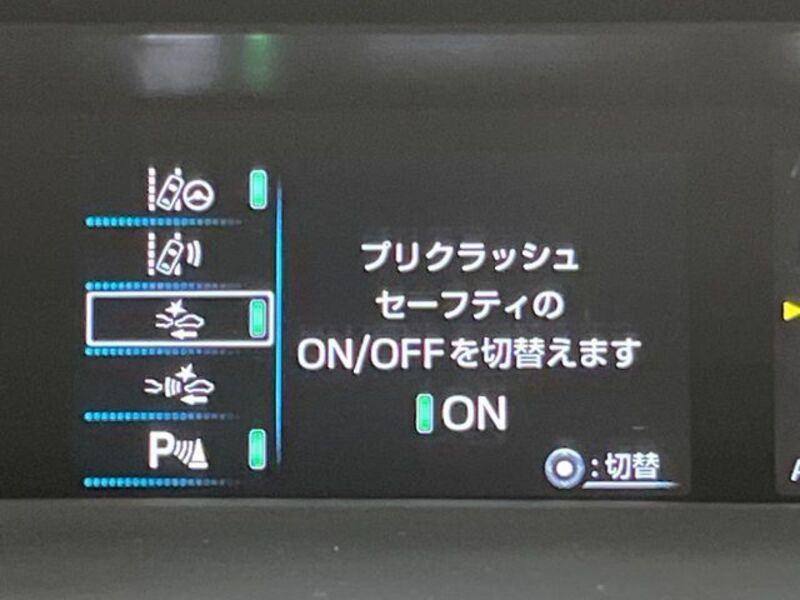 プリクラッシュ
セーフティの
ON/OFFを切替えます
ON
:切替
P